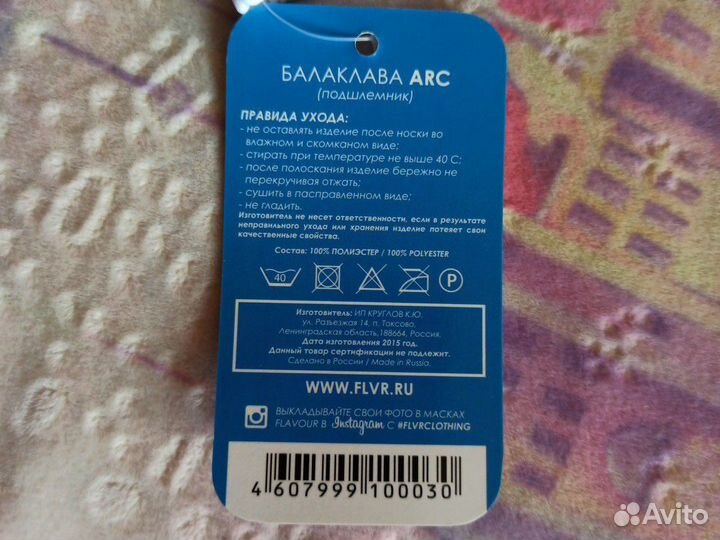 БАЛАКЛАВА ARC
(ПОДШЛЕМНИК)
ПРАВИДА УХОДА:
- не оставлять изделие после носки во
влажном и скомканом виде;
- стирать при температуре не выше 40 С;
- после полоскания изделие бережно не
перекручивая отжать;
- сушить в паспрaвленном виде;
- не гладить.
Изготовитель не несет ответственности, если в результате
неправильного ухода или хранения изделие потеяет свои
качественные свойства.
Состав: 100% ПОЛИЭСТЕР / 100% POLYESTER
40 P
Изготовитель: ИП КРУГЛОВ К.Ю.
ул. Разъезжая 14, п. Токсово,
Ленинградская область,188664, Россия.
Дата изготовления 2015 год.
Данный товар сертификации не подлежит.
Сделано в России / Made in Russia.
WWW.FLVR.RU
ВЫКЛАДЫВАЙТЕ СВОИ ФОТО В МАСКАХ
FLAVOUR В Instagram С #FLVRCLOTHING
4 607999 100030
Avito